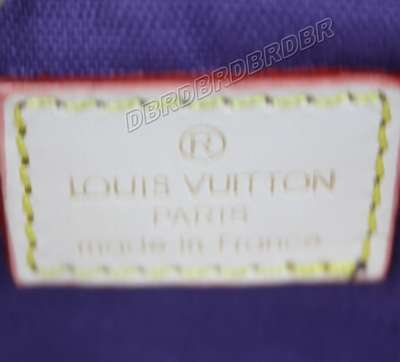 DBRDBRDBRDBR
®
LOUIS VUITTON
PARIS
made in France